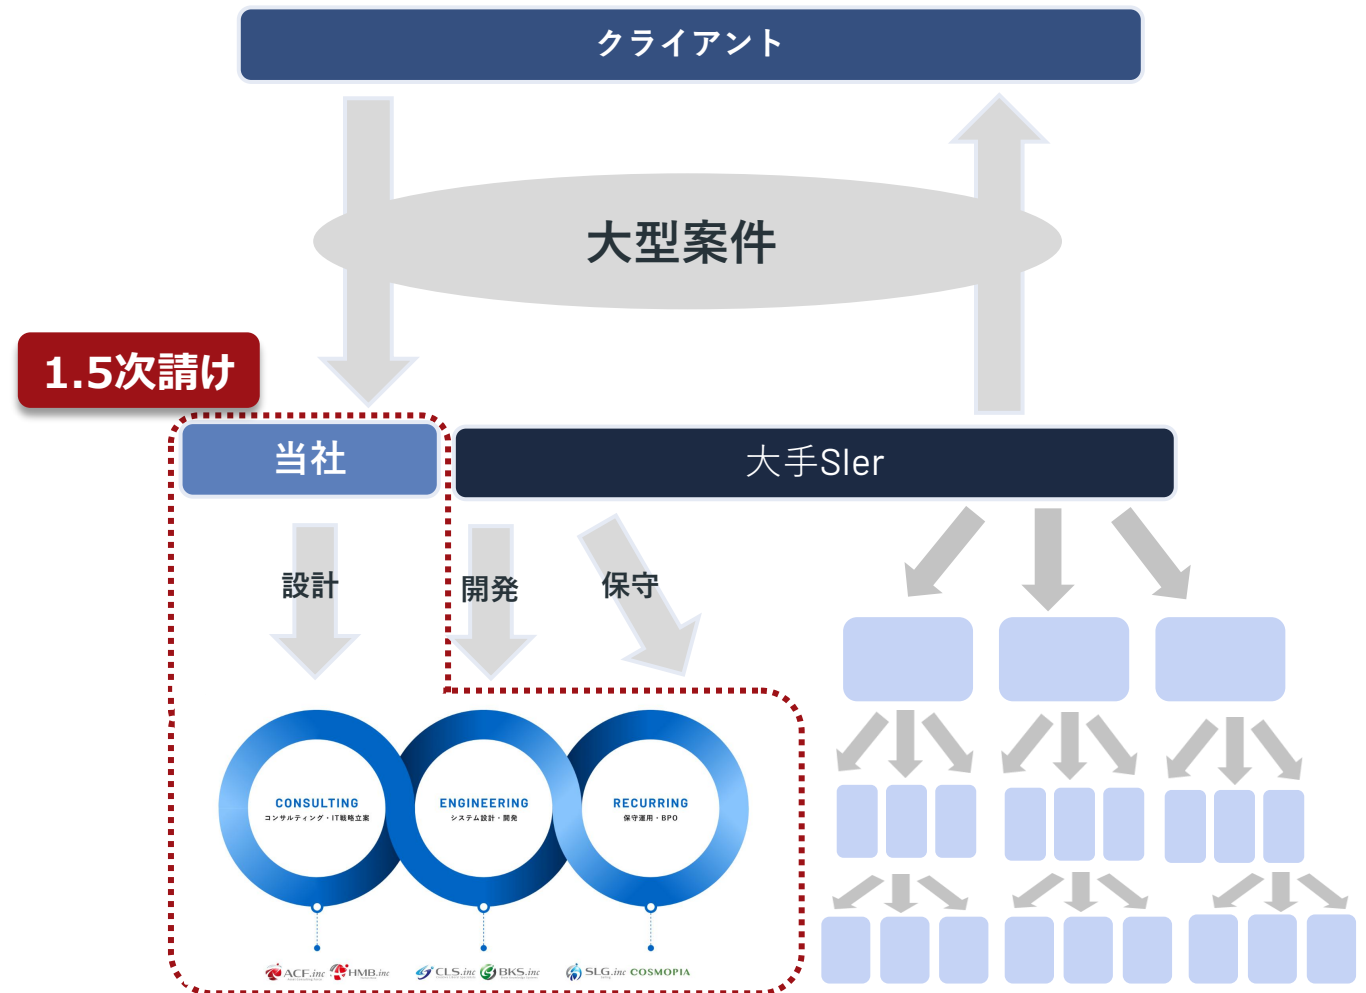 クライアント
大型案件
1.5次請け
当社
大手SIer
設計
開発
保守
CONSULTING
コンサルティング・IT戦略立案
ENGINEERING
システム設計・開発
RECURRING
保守運用・BPO
ACF.inc
HMB.inc
CLS.inc
BKS.inc
SLG.inc
COSMOPIA